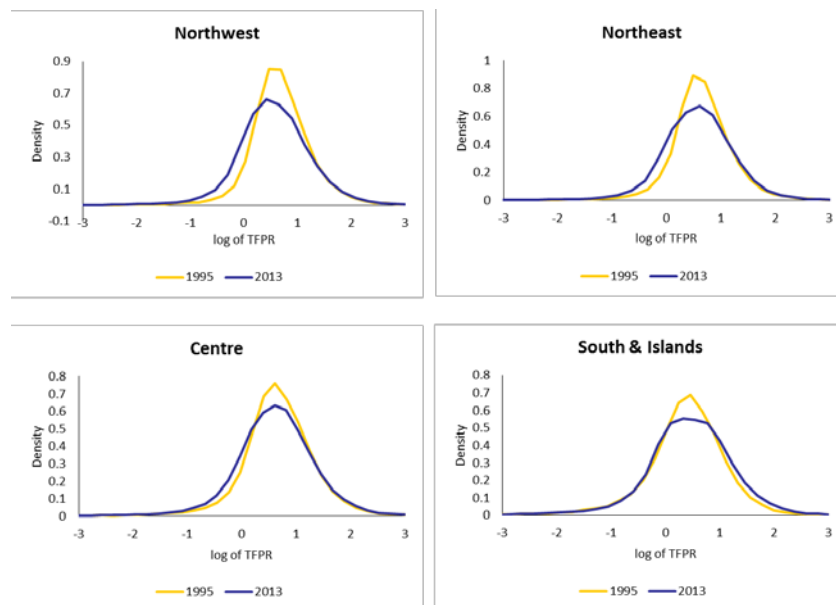 Northwest
0.9
0.7
0.5
0.3
0.1
-0.1
Density
-3 -2 -1 0 1 2 3
log of TFPR
1995 2013
Northeast
1
0.8
0.6
0.4
0.2
0
Density
-3 -2 -1 0 1 2 3
log of TFPR
1995 2013
Centre
0.8
0.7
0.6
0.5
0.4
0.3
0.2
0.1
0
Density
-3 -2 -1 0 1 2 3
log of TFPR
1995 2013
South & Islands
0.8
0.7
0.6
0.5
0.4
0.3
0.2
0.1
0
Density
-3 -2 -1 0 1 2 3
log of TFPR
1995 2013